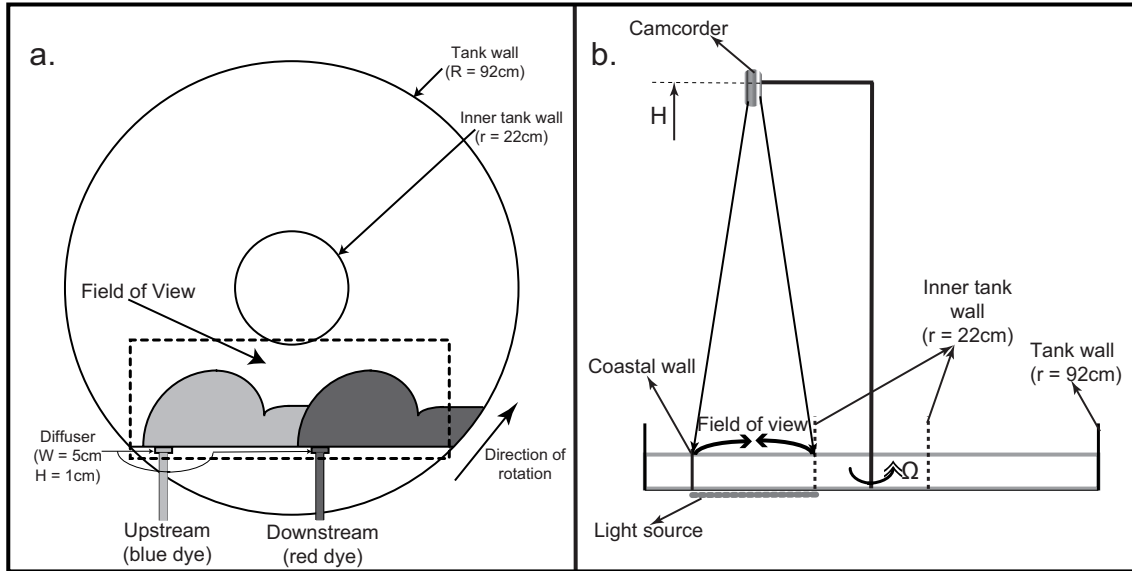 a.
Tank wall
(R = 92cm)
Inner tank wall
(r = 22cm)
Field of View
Diffuser
(W = 5cm
H = 1cm)
Direction of
rotation
Upstream
(blue dye)
Downstream
(red dye)
b.
Camcorder
H
Inner tank
wall
(r = 22cm)
Tank wall
(r = 92cm)
Coastal wall
Field of view
Ω
Light source